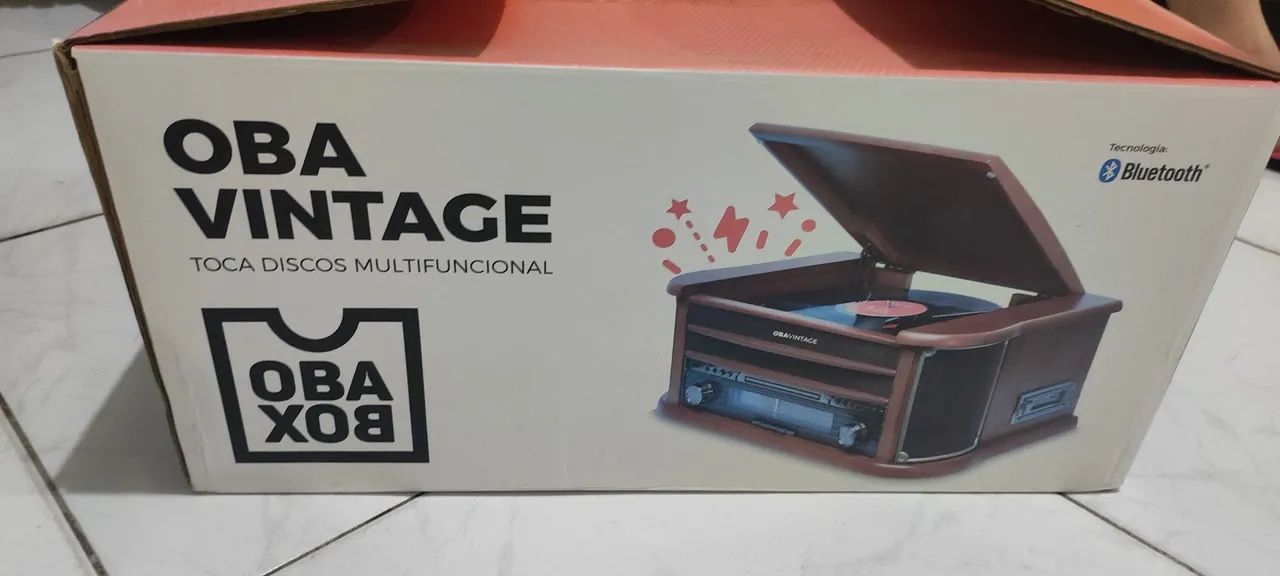 OBA
VINTAGE
TOCA DISCOS MULTIFUNCIONAL
OBA
BOX
Tecnologia:
Bluetooth®
OBAVINTAGE